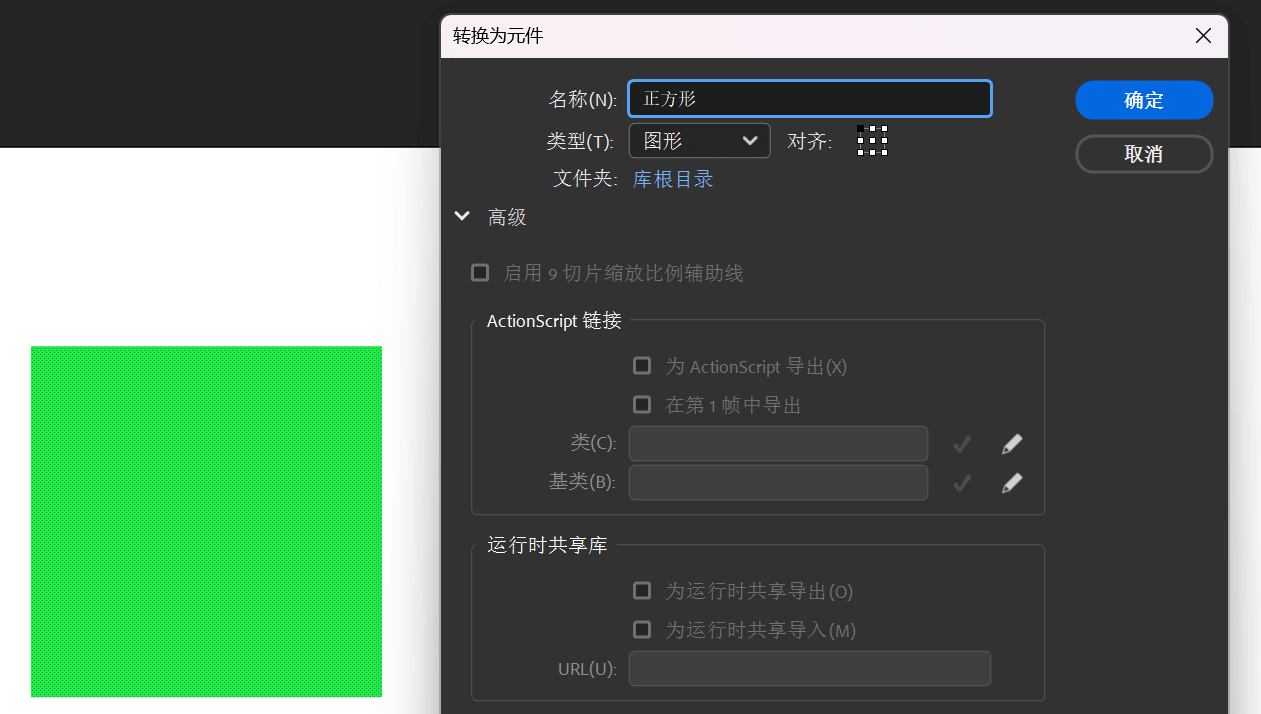 转换为元件
名称(N): 正方形 确定
类型(T): 图形 对齐: 取消
文件夹: 库根目录
高级
启用 9 切片缩放比例辅助线
ActionScript 链接
为 ActionScript 导出(X)
在第 1 帧中导出
类(C):
基类(B):
运行时共享库
为运行时共享导出(O)
为运行时共享导入(M)
URL(U):